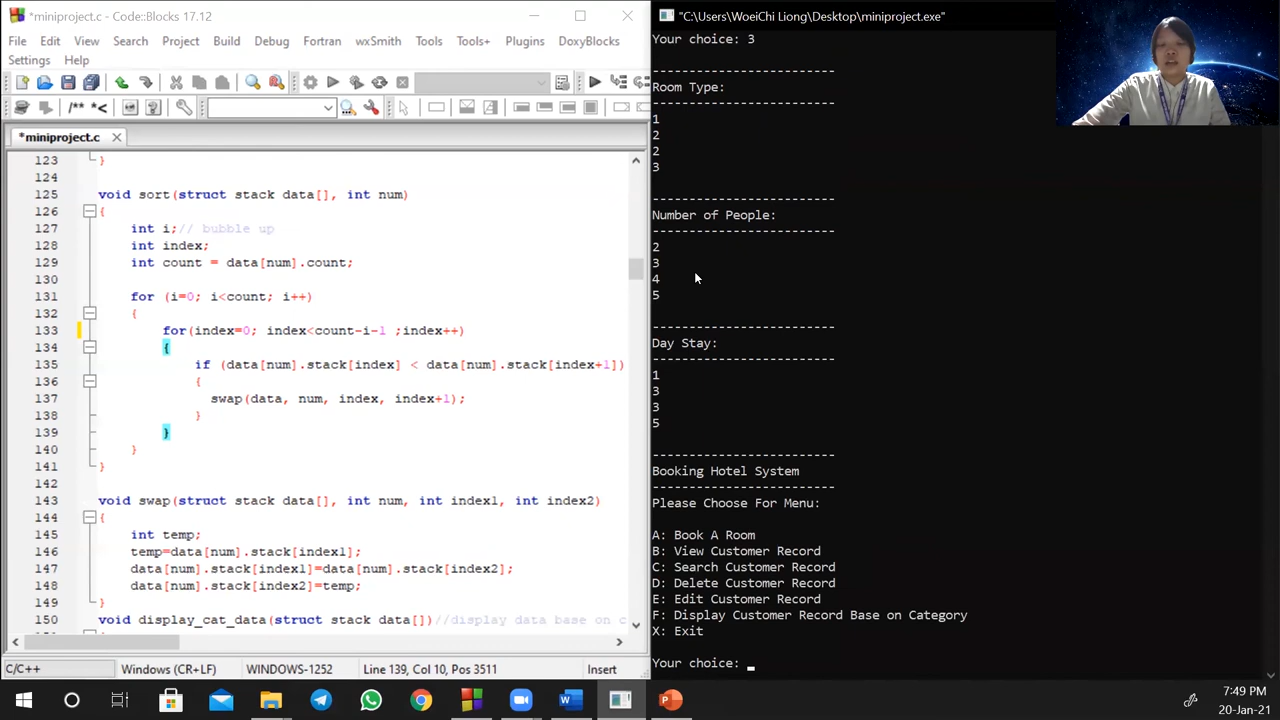 *miniproject.c - Code::Blocks 17.12
File Edit View Search Project Build Debug Fortran wxSmith Tools Tools+ Plugins DoxyBlocks
Settings Help
/** *<
*miniproject.c
123 }
124
125 void sort(struct stack data[], int num)
126 {
127 int i;// bubble up
128 int index;
129 int count = data[num].count;
130
131 for (i=0; i<count; i++)
132 {
133 for(index=0; index<count-i-1 ;index++)
134 {
135 if (data[num].stack[index] < data[num].stack[index+1])
136 {
137 swap(data, num, index, index+1);
138 }
139 }
140 }
141 }
142
143 void swap(struct stack data[], int num, int index1, int index2)
144 {
145 int temp;
146 temp=data[num].stack[index1];
147 data[num].stack[index1]=data[num].stack[index2];
148 data[num].stack[index2]=temp;
149 }
150 void display_cat_data(struct stack data[])//display data base on c
C/C++ Windows (CR+LF) WINDOWS-1252 Line 139, Col 10, Pos 3511 Insert
"C:\Users\WoeiChi Liong\Desktop\miniproject.exe"
Your choice: 3
----------------------------------
Room Type:
----------------------------------
1
2
2
3
----------------------------------
Number of People:
----------------------------------
2
3
4
5
----------------------------------
Day Stay:
----------------------------------
1
3
3
5
----------------------------------
Booking Hotel System
----------------------------------
Please Choose For Menu:
A: Book A Room
B: View Customer Record
C: Search Customer Record
D: Delete Customer Record
E: Edit Customer Record
F: Display Customer Record Base on Category
X: Exit
Your choice: _
7:49 PM
20-Jan-21